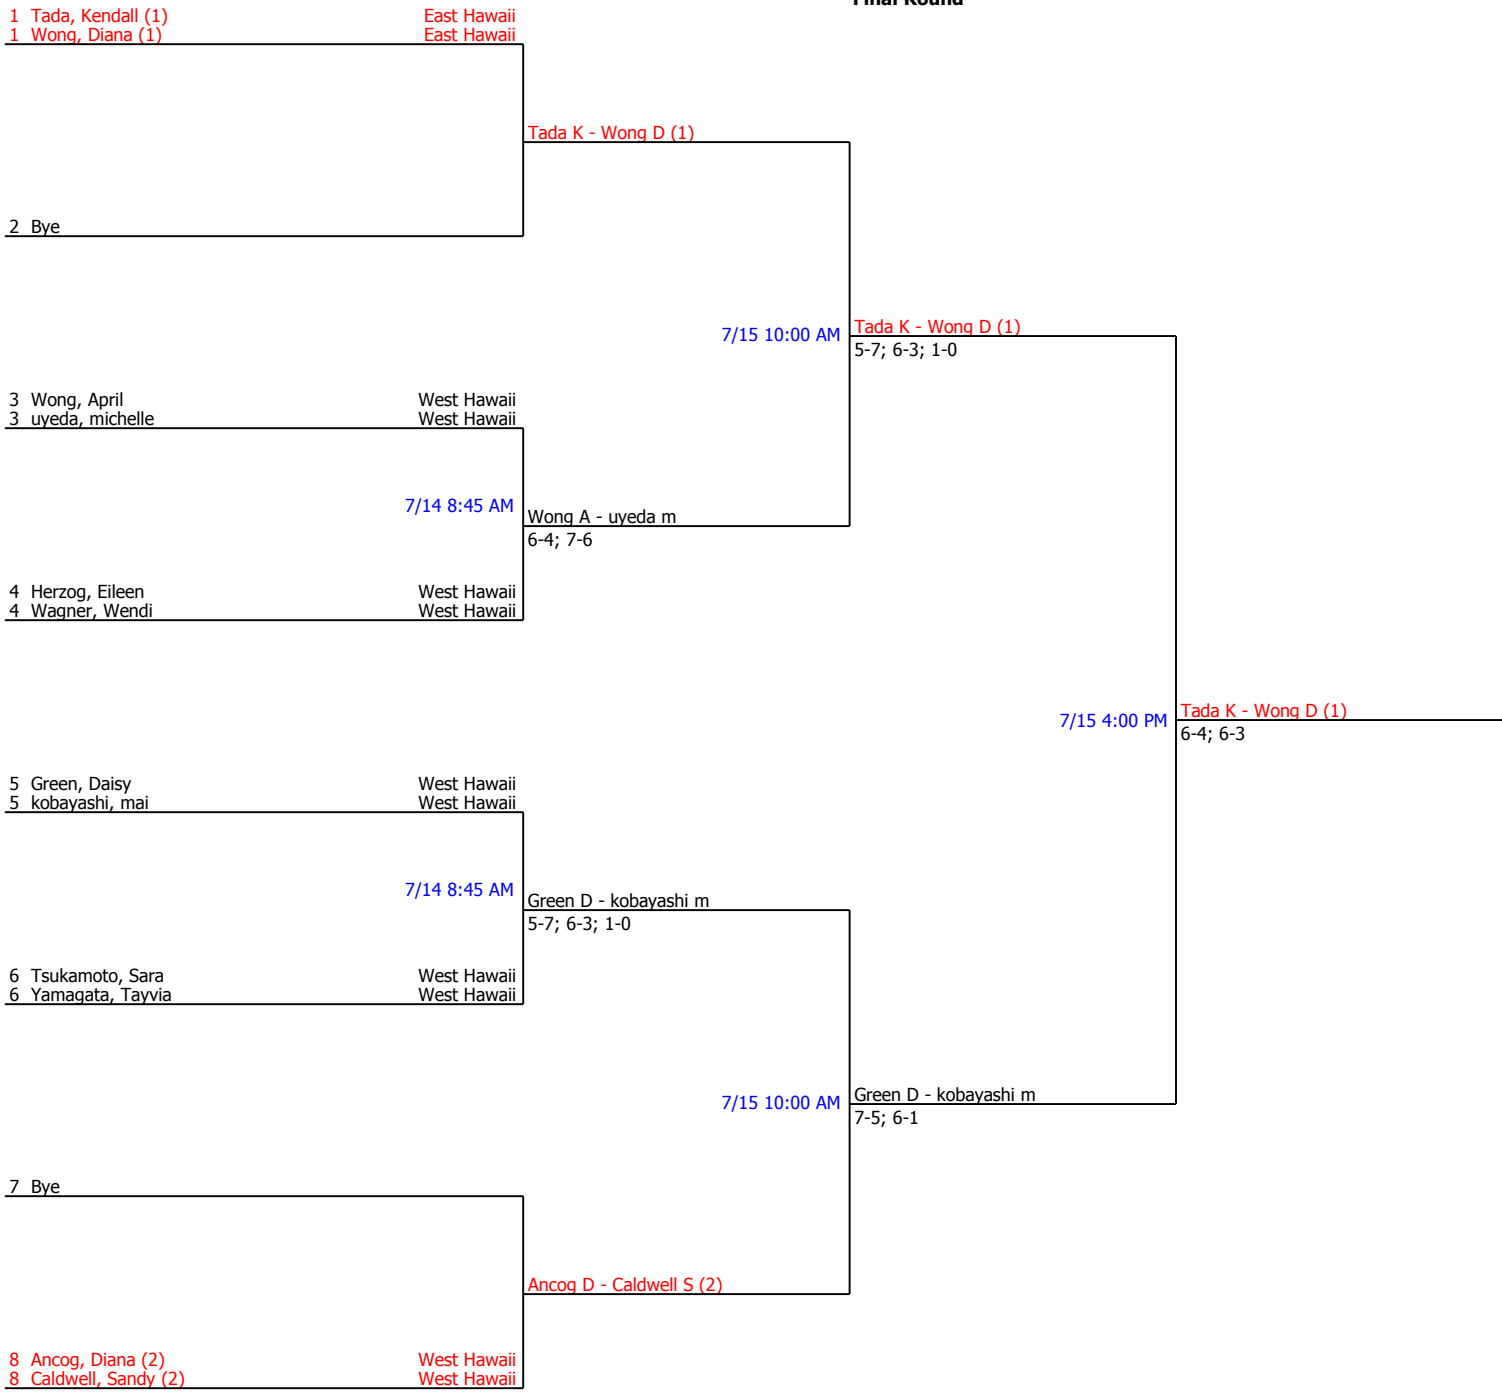 Final Round
1 Tada, Kendall (1) East Hawaii
1 Wong, Diana (1) East Hawaii
Tada K - Wong D (1)
2 Bye
7/15 10:00 AM
Tada K - Wong D (1)
5-7; 6-3; 1-0
3 Wong, April West Hawaii
3 uyeda, michelle West Hawaii
7/14 8:45 AM
Wong A - uyeda m
6-4; 7-6
4 Herzog, Eileen West Hawaii
4 Wagner, Wendi West Hawaii
7/15 4:00 PM
Tada K - Wong D (1)
6-4; 6-3
5 Green, Daisy West Hawaii
5 kobayashi, mai West Hawaii
7/14 8:45 AM
Green D - kobayashi m
5-7; 6-3; 1-0
6 Tsukamoto, Sara West Hawaii
6 Yamagata, Tayvia West Hawaii
7/15 10:00 AM
Green D - kobayashi m
7-5; 6-1
7 Bye
Ancog D - Caldwell S (2)
8 Ancog, Diana (2) West Hawaii
8 Caldwell, Sandy (2) West Hawaii